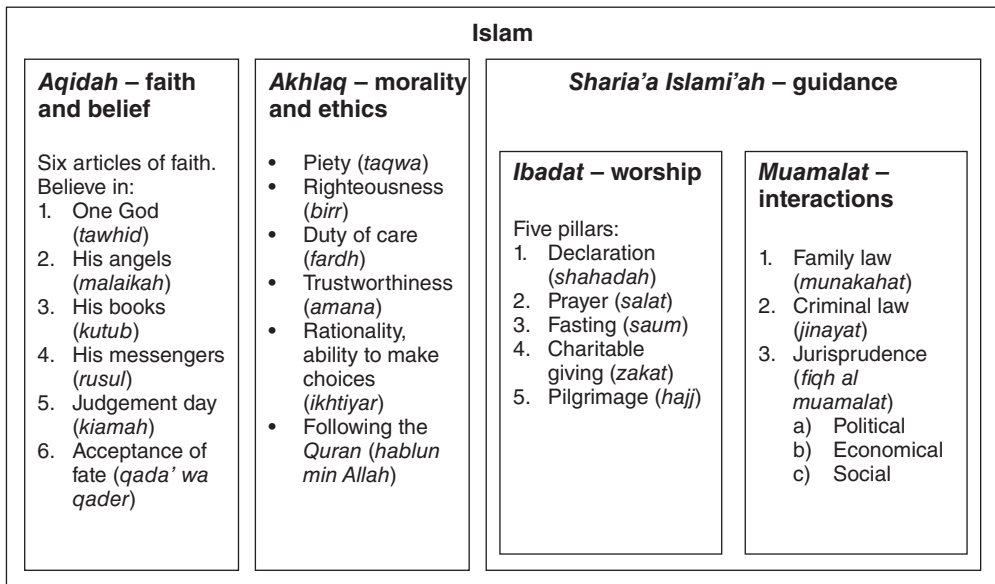 Islam
Aqidah – faith
and belief
Six articles of faith.
Believe in:
1. One God
(tawhid)
2. His angels
(malaikah)
3. His books
(kutub)
4. His messengers
(rusul)
5. Judgement day
(kiamah)
6. Acceptance of
fate (qada’ wa
qader)
Akhlaq – morality
and ethics
• Piety (taqwa)
• Righteousness
(birr)
• Duty of care
(fardh)
• Trustworthiness
(amana)
• Rationality,
ability to make
choices
(ikhtiyar)
• Following the
Quran (hablun
min Allah)
Sharia’a Islami’ah – guidance
Ibadat – worship
Five pillars:
1. Declaration
(shahadah)
2. Prayer (salat)
3. Fasting (saum)
4. Charitable
giving (zakat)
5. Pilgrimage (hajj)
Muamalat –
interactions
1. Family law
(munakahat)
2. Criminal law
(jinayat)
3. Jurisprudence
(fiqh al
muamalat)
a) Political
b) Economical
c) Social